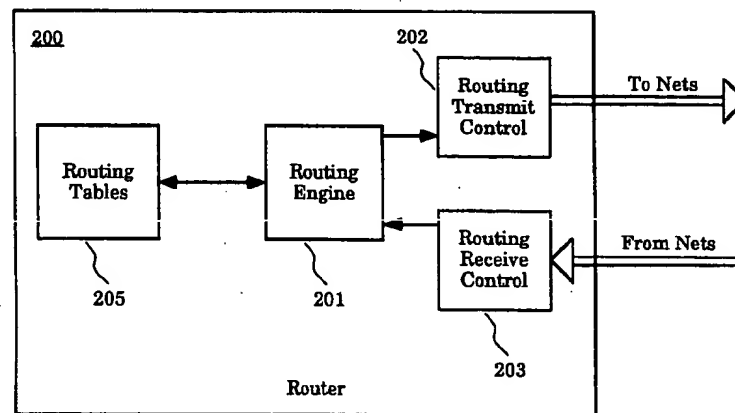 200
202
Routing
Transmit
Control
To Nets
Routing
Tables
Routing
Engine
205
201
Routing
Receive
Control
From Nets
203
Router